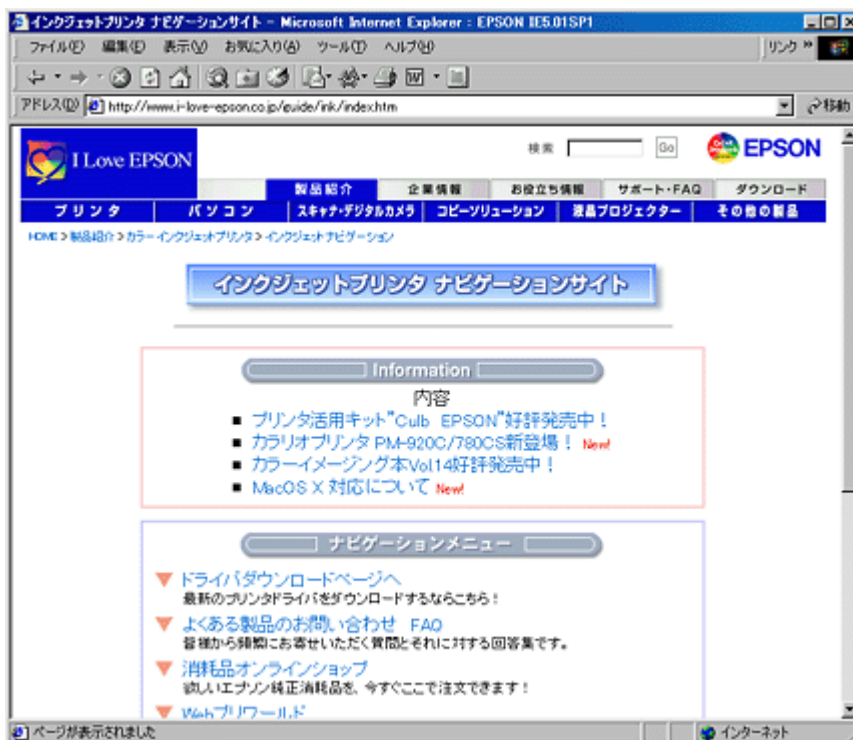 インクジェットプリンタ ナビゲーションサイト - Microsoft Internet Explorer : EPSON IE5.01SP1
ファイル(F) 編集(E) 表示(V) お気に入り(A) ツール(T) ヘルプ(H) リンク »
アドレス(D) http://www.i-love-epson.co.jp/guide/ink/index.htm 移動
I Love EPSON 検索 Go EPSON
製品紹介 企業情報 お役立ち情報 サポート・FAQ ダウンロード
プリンタ パソコン スキャナ・デジタルカメラ コピーソリューション 液晶プロジェクター その他の製品
HOME > 製品紹介 > カラーインクジェットプリンタ > インクジェットナビゲーション
インクジェットプリンタ ナビゲーションサイト
Information
内容
■ プリンタ活用キット"Culb EPSON"好評発売中！
■ カラリオプリンタ PM-920C/780CS新登場！ New!
■ カラーイメージング本Vol.14好評発売中！
■ MacOS X 対応について New!
ナビゲーションメニュー
▼ ドライバダウンロードページへ
最新のプリンタドライバをダウンロードするならこちら！
▼ よくある製品のお問い合わせ FAQ
皆様から頻繁にお寄せいただく質問とそれに対する回答集です。
▼ 消耗品オンラインショップ
欲しいエプソン純正消耗品を、今すぐここで注文できます！
▼ Webプリワールド
ページが表示されました インターネット